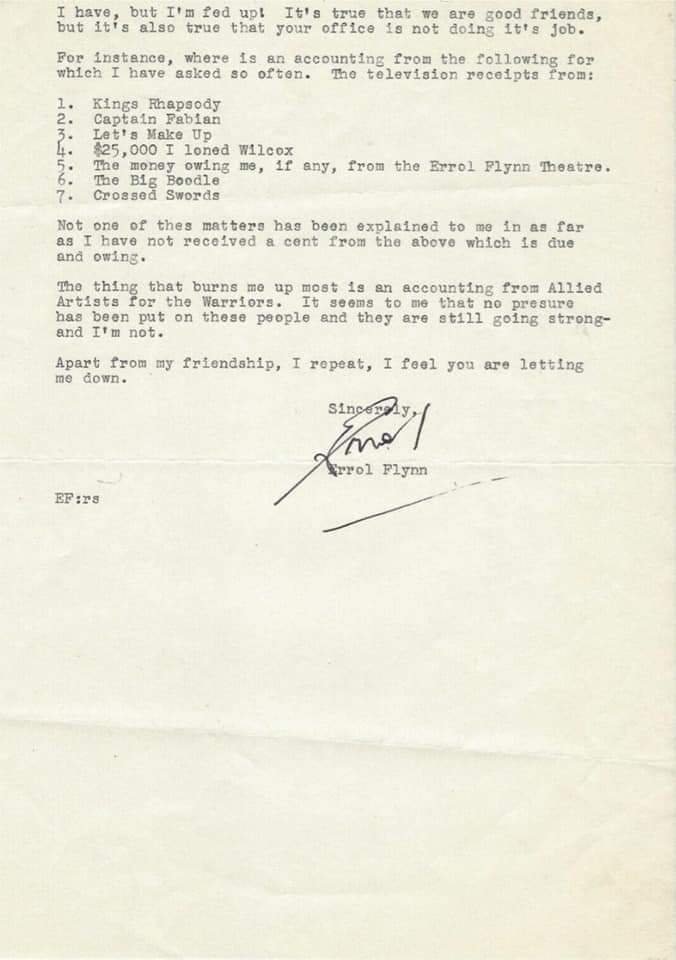 I have, but I'm fed up! It's true that we are good friends,
but it's also true that your office is not doing it's job.
For instance, where is an accounting from the following for
which I have asked so often. The television receipts from:
1. Kings Rhapsody
2. Captain Fabian
3. Let's Make Up
4. $25,000 I loned Wilcox
5. The money owing me, if any, from the Errol Flynn Theatre.
6. The Big Boodle
7. Crossed Swords
Not one of thes matters has been explained to me in as far
as I have not received a cent from the above which is due
and owing.
The thing that burns me up most is an accounting from Allied
Artists for the Warriors. It seems to me that no presure
has been put on these people and they are still going strong-
and I'm not.
Apart from my friendship, I repeat, I feel you are letting
me down.
Sincerely,
Errol
Errol Flynn
EF:rs